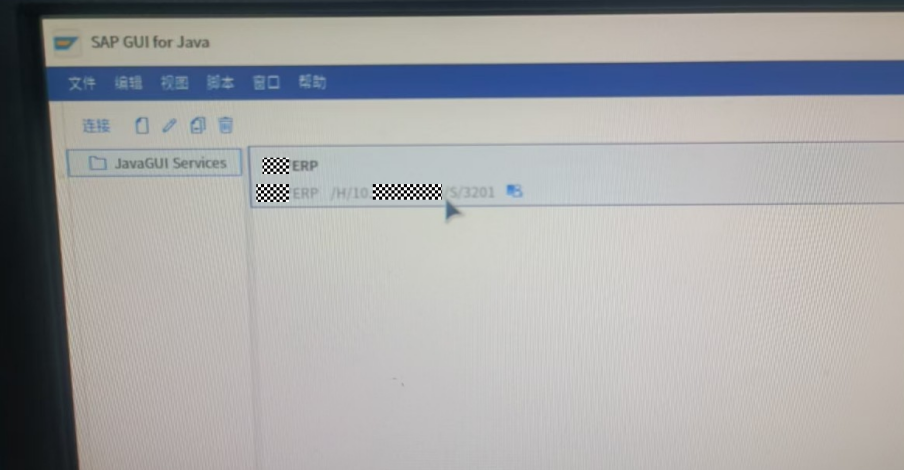 SAP GUI for Java
文件 编辑 视图 脚本 窗口 帮助
连接
JavaGUI Services
ERP
ERP /H/10 /S/3201